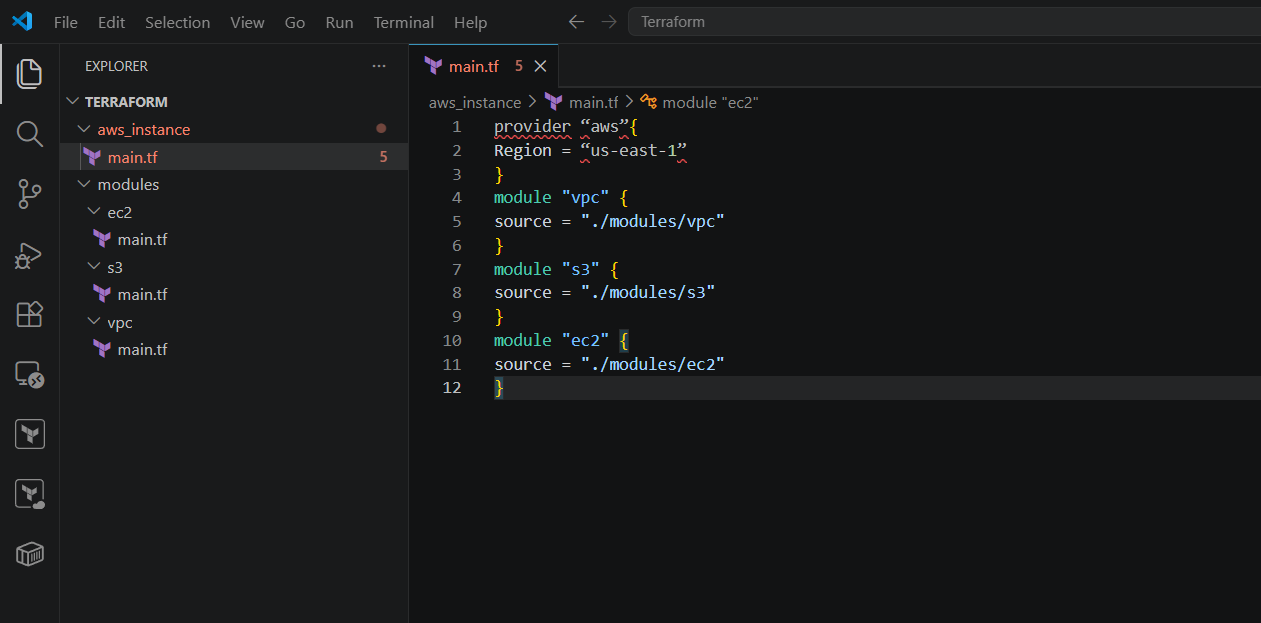 File Edit Selection View Go Run Terminal Help Terraform
EXPLORER
TERRAFORM
aws_instance
main.tf 5
modules
ec2
main.tf
s3
main.tf
vpc
main.tf
main.tf 5
aws_instance > main.tf > module "ec2"
1 provider “aws”{
2 Region = “us-east-1”
3 }
4 module "vpc" {
5 source = "./modules/vpc"
6 }
7 module "s3" {
8 source = "./modules/s3"
9 }
10 module "ec2" {
11 source = "./modules/ec2"
12 }